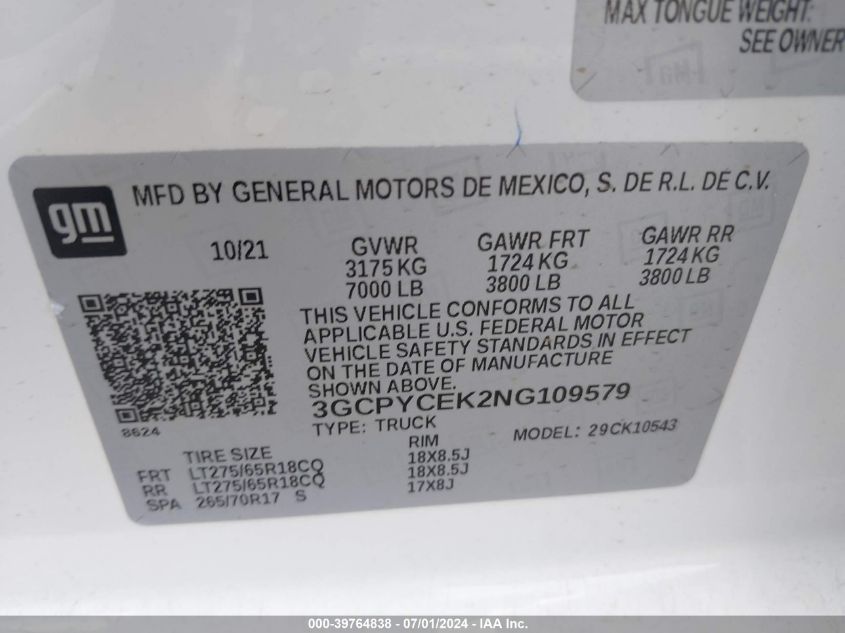 MAX TONGUE WEIGHT:
SEE OWNER
gm
MFD BY GENERAL MOTORS DE MEXICO, S. DE R.L. DE C.V.
10/21 GVWR GAWR FRT GAWR RR
3175 KG 1724 KG 1724 KG
7000 LB 3800 LB 3800 LB
THIS VEHICLE CONFORMS TO ALL
APPLICABLE U.S. FEDERAL MOTOR
VEHICLE SAFETY STANDARDS IN EFFECT
ON THE DATE OF MANUFACTURE
SHOWN ABOVE.
3GCPYCEK2NG109579
8624
TYPE: TRUCK MODEL: 29CK10543
TIRE SIZE RIM
FRT LT275/65R18CQ 18X8.5J
RR LT275/65R18CQ 18X8.5J
SPA 265/70R17 S 17X8J
000-39764838 - 07/01/2024 - IAA Inc.